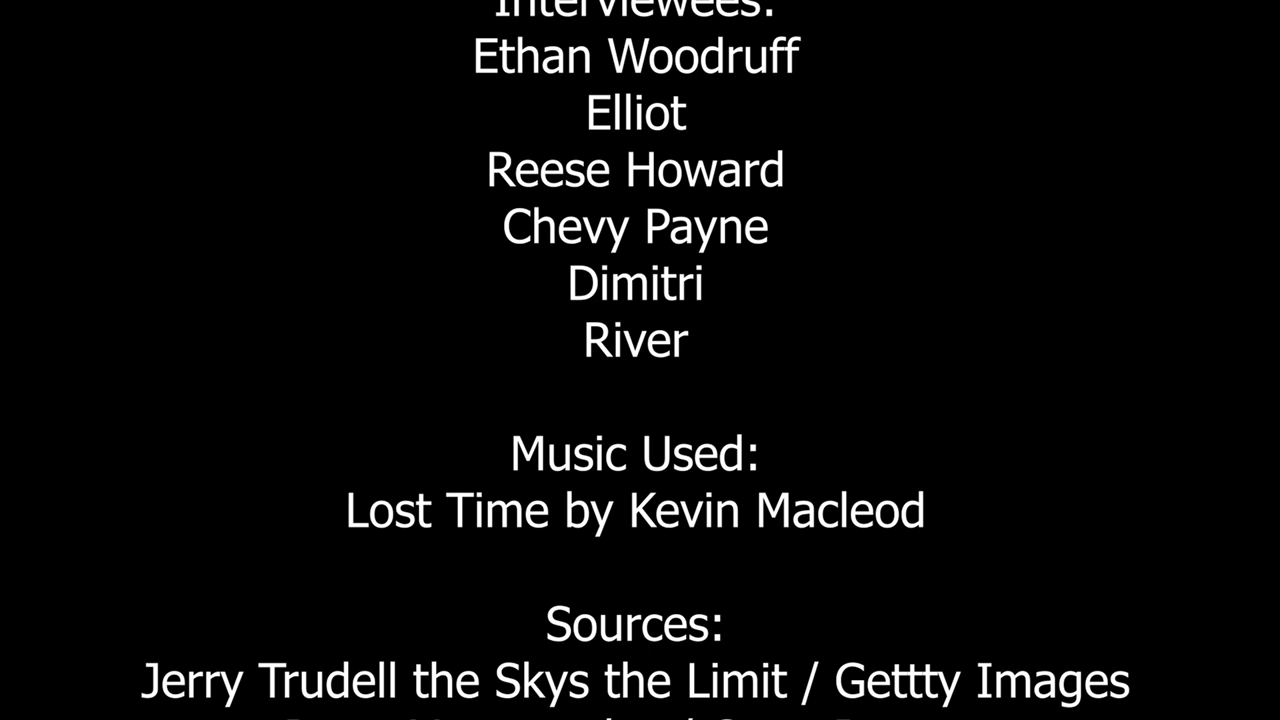 Interviewees:
Ethan Woodruff
Elliot
Reese Howard
Chevy Payne
Dimitri
River
Music Used:
Lost Time by Kevin Macleod
Sources:
Jerry Trudell the Skys the Limit / Gettty Images